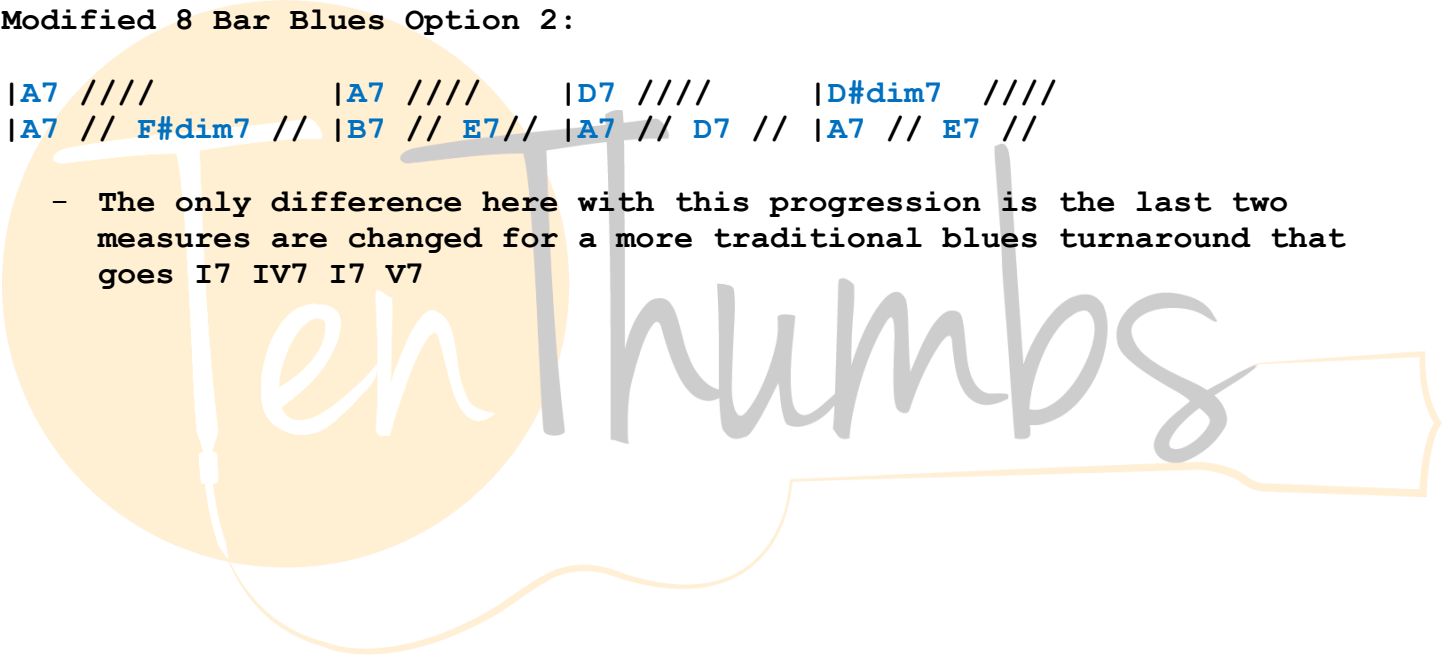 Modified 8 Bar Blues Option 2:
|A7 //// |A7 //// |D7 //// |D#dim7 ////
|A7 // F#dim7 // |B7 // E7// |A7 // D7 // |A7 // E7 //
- The only difference here with this progression is the last two
measures are changed for a more traditional blues turnaround that
goes I7 IV7 I7 V7
TenThumbs